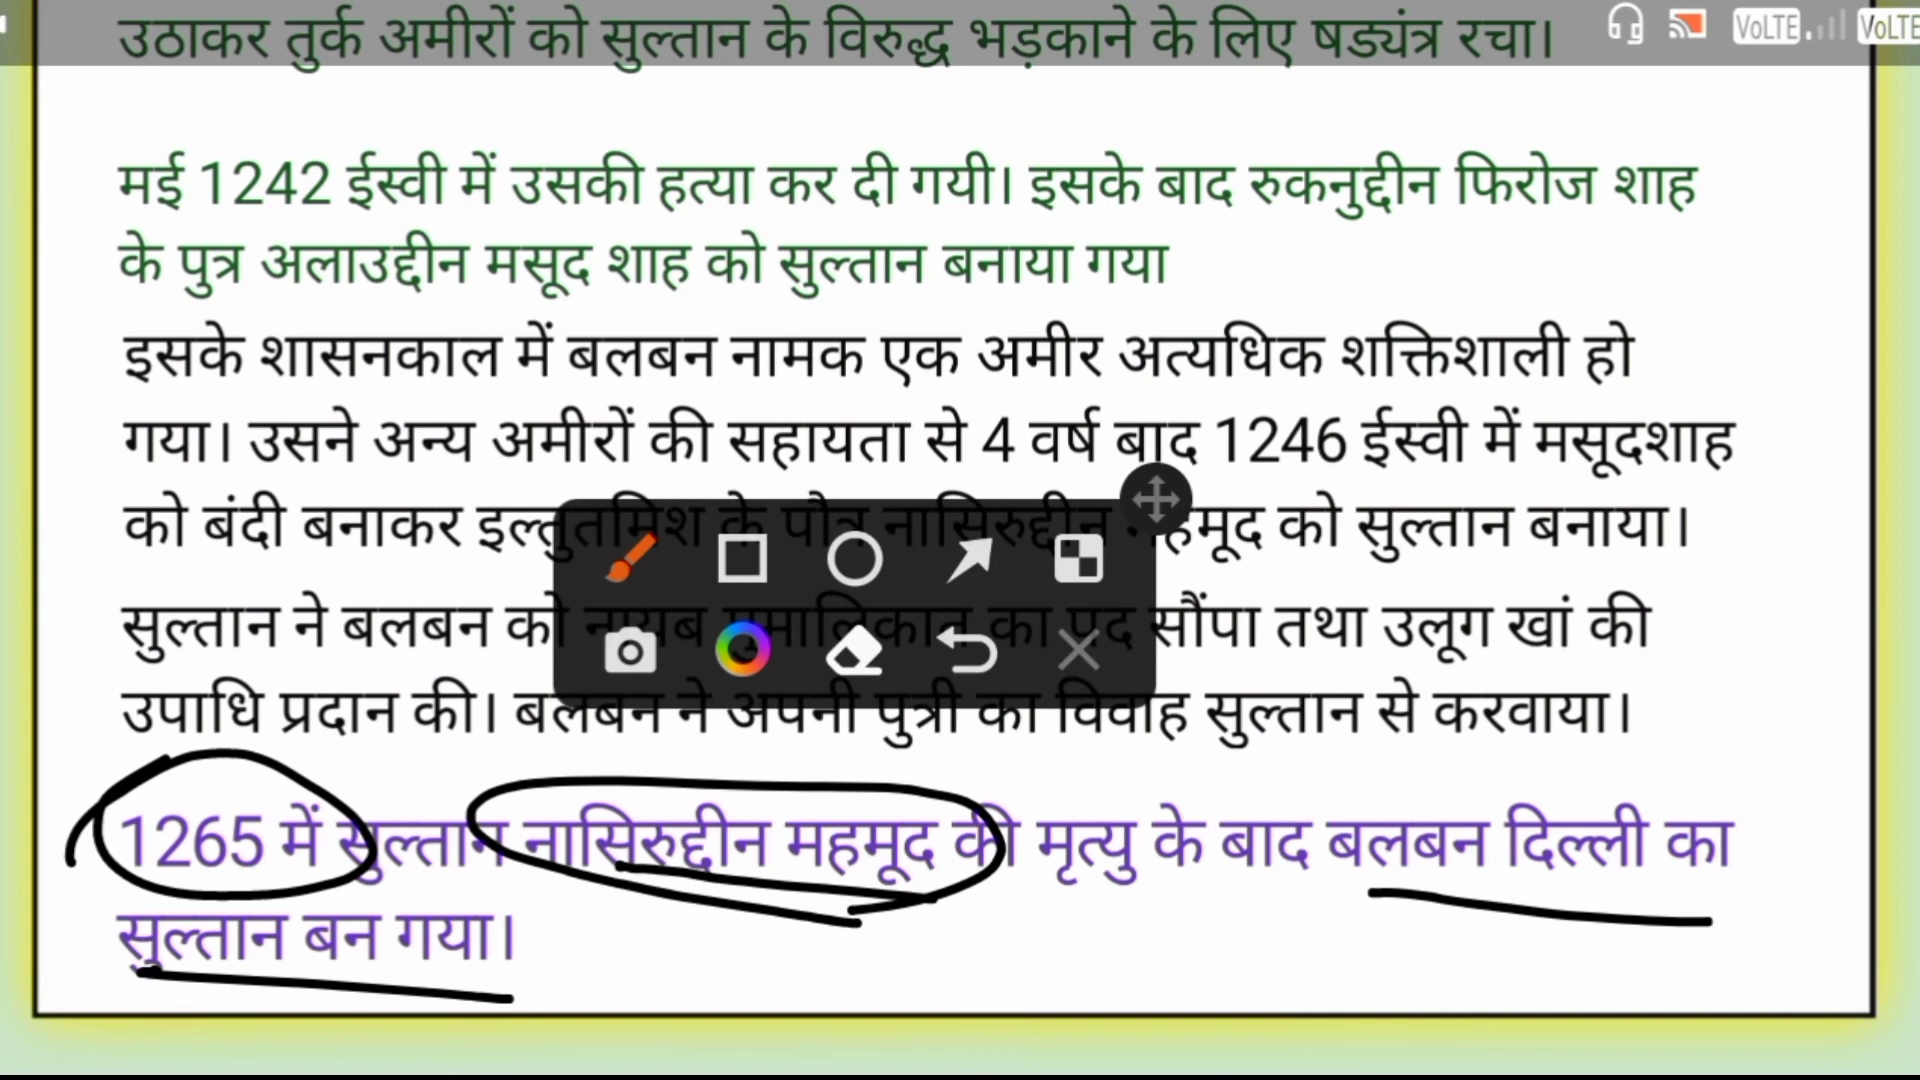 उठाकर तुर्क अमीरों को सुल्तान के विरुद्ध भड़काने के लिए षड्यंत्र रचा।
VoLTE VoLTE
मई 1242 ईस्वी में उसकी हत्या कर दी गयी। इसके बाद रुकनुद्दीन फिरोज शाह
के पुत्र अलाउद्दीन मसूद शाह को सुल्तान बनाया गया
इसके शासनकाल में बलबन नामक एक अमीर अत्यधिक शक्तिशाली हो
गया। उसने अन्य अमीरों की सहायता से 4 वर्ष बाद 1246 ईस्वी में मसूदशाह
को बंदी बनाकर इल्तुतमिश के पौत्र नासिरुद्दीन महमूद को सुल्तान बनाया।
सुल्तान ने बलबन को नायब मुमालिकात का पद सौंपा तथा उलूग खां की
उपाधि प्रदान की। बलबन ने अपनी पुत्री का विवाह सुल्तान से करवाया।
1265 में सुल्तान नासिरुद्दीन महमूद की मृत्यु के बाद बलबन दिल्ली का
सुल्तान बन गया।